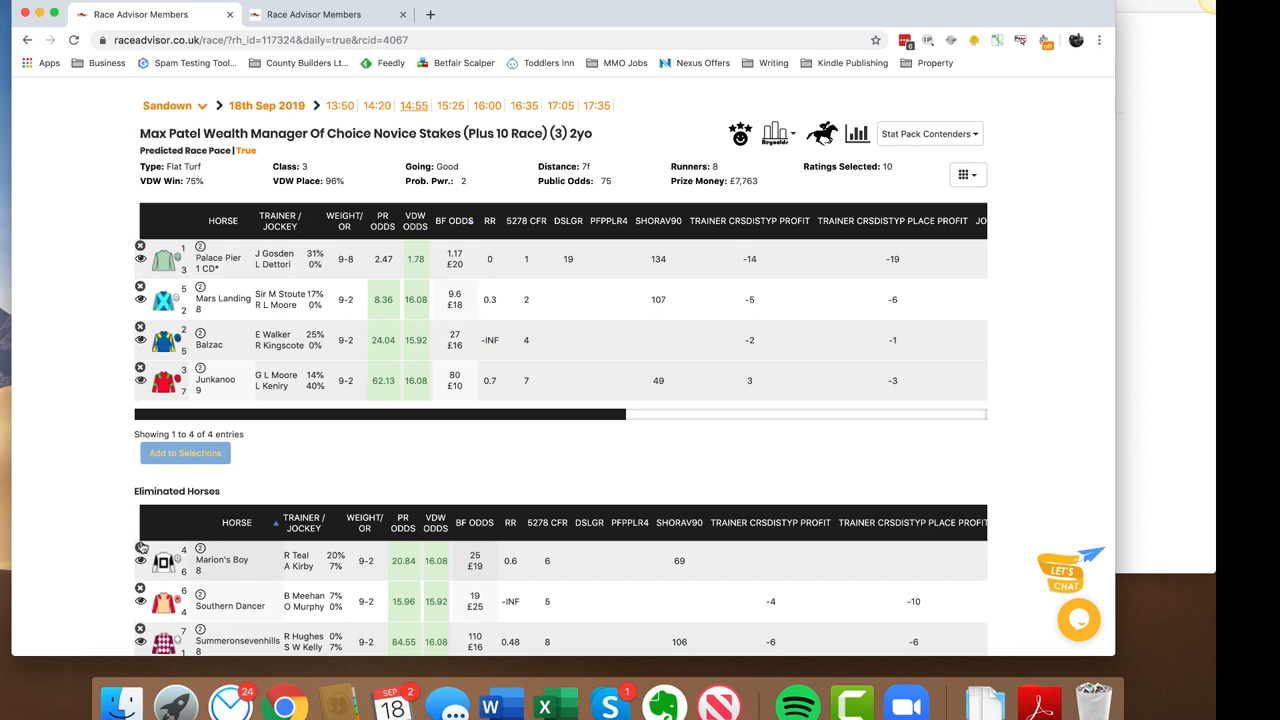 Race Advisor Members
Race Advisor Members
raceadvisor.co.uk/race/?rh_id=117324&daily=true&rcid=4067
6
off
Apps Business Spam Testing Tool... County Builders Lt... Feedly Betfair Scalper Toddlers Inn MMO Jobs Nexus Offers Writing Kindle Publishing Property
Sandown 18th Sep 2019 13:50 14:20 14:55 15:25 16:00 16:35 17:05 17:35
Max Patel Wealth Manager Of Choice Novice Stakes (Plus 10 Race) (3) 2yo
Predicted Race Pace | True
Reynolds
Stat Pack Contenders
Type: Flat Turf Class: 3 Going: Good Distance: 7f Runners: 8 Ratings Selected: 10
VDW Win: 75% VDW Place: 96% Prob. Pwr.: 2 Public Odds: 75 Prize Money: £7,763
HORSE TRAINER / JOCKEY WEIGHT/ OR PR ODDS VDW ODDS BF ODDS RR 5278 CFR DSLGR PFPPLR4 SHORAV90 TRAINER CRSDISTYP PROFIT TRAINER CRSDISTYP PLACE PROFIT JO
1 3 2 Palace Pier 1 CD* J Gosden 31% L Dettori 0% 9-8 2.47 1.78 1.17 £20 0 1 19 134 -14 -19
5 2 2 Mars Landing 8 Sir M Stoute 17% R L Moore 0% 9-2 8.36 16.08 9.6 £18 0.3 2 107 -5 -6
2 5 2 Balzac E Walker 25% R Kingscote 0% 9-2 24.04 15.92 27 £16 -INF 4 -2 -1
3 7 2 Junkanoo 9 G L Moore 14% L Keniry 40% 9-2 62.13 16.08 80 £10 0.7 7 49 3 -3
Showing 1 to 4 of 4 entries
Add to Selections
Eliminated Horses
HORSE TRAINER / JOCKEY WEIGHT/ OR PR ODDS VDW ODDS BF ODDS RR 5278 CFR DSLGR PFPPLR4 SHORAV90 TRAINER CRSDISTYP PROFIT TRAINER CRSDISTYP PLACE PROFIT
4 6 2 Marion's Boy 8 R Teal 20% A Kirby 7% 9-2 20.84 16.08 25 £19 0.6 6 69
6 4 2 Southern Dancer B Meehan 7% O Murphy 0% 9-2 15.96 15.92 19 £25 -INF 5 -4 -10
7 1 2 Summeronsevenhills 8 R Hughes 0% S W Kelly 7% 9-2 84.55 16.08 110 £16 0.48 8 106 -6 -6
LET'S CHAT
24
SEP 2
18
W
X
S 1